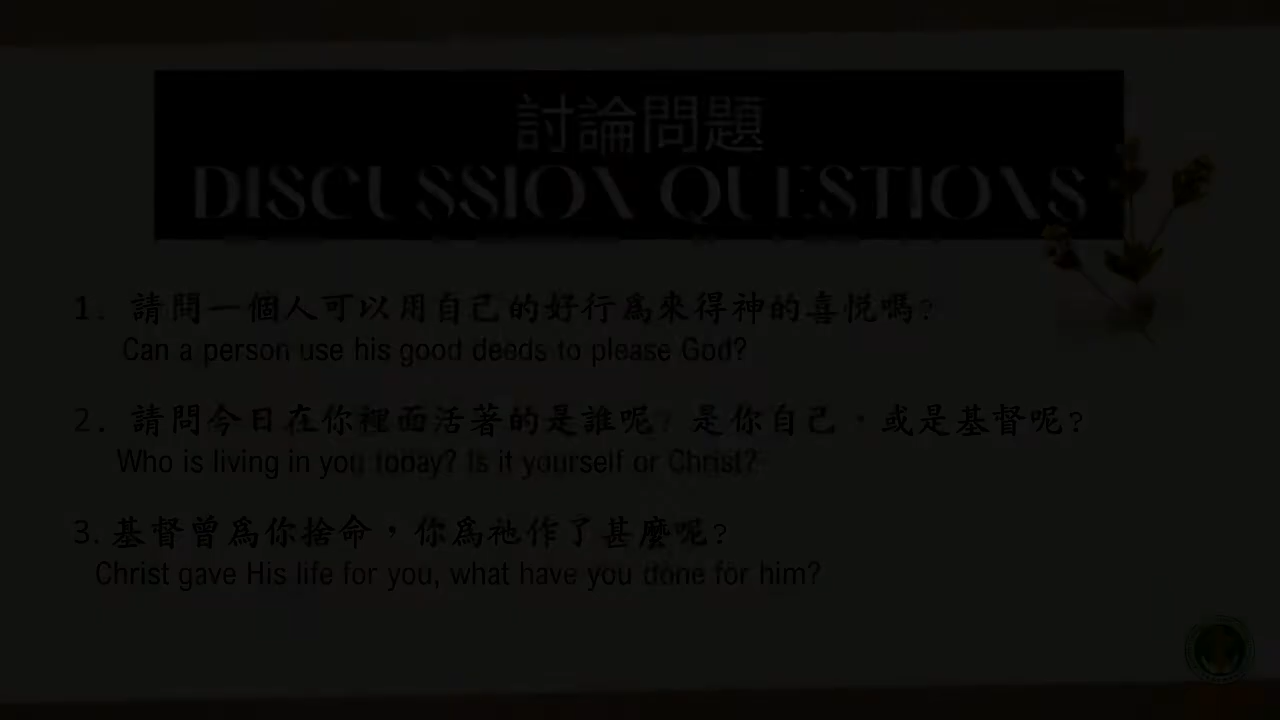 討論問題
DISCUSSION QUESTIONS
1. 請問一個人可以用自己的好行爲來得神的喜悅嗎?
Can a person use his good deeds to please God?
2. 請問今日在你裡面活著的是誰呢? 是你自己,或是基督呢?
Who is living in you today? Is it yourself or Christ?
3. 基督曾爲你捨命,你爲祂作了甚麼呢?
Christ gave His life for you, what have you done for him?